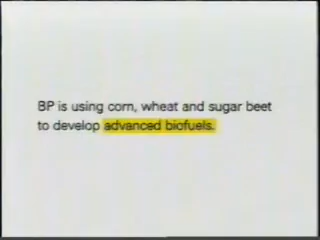 BP is using corn, wheat and sugar beet
to develop advanced biofuels.